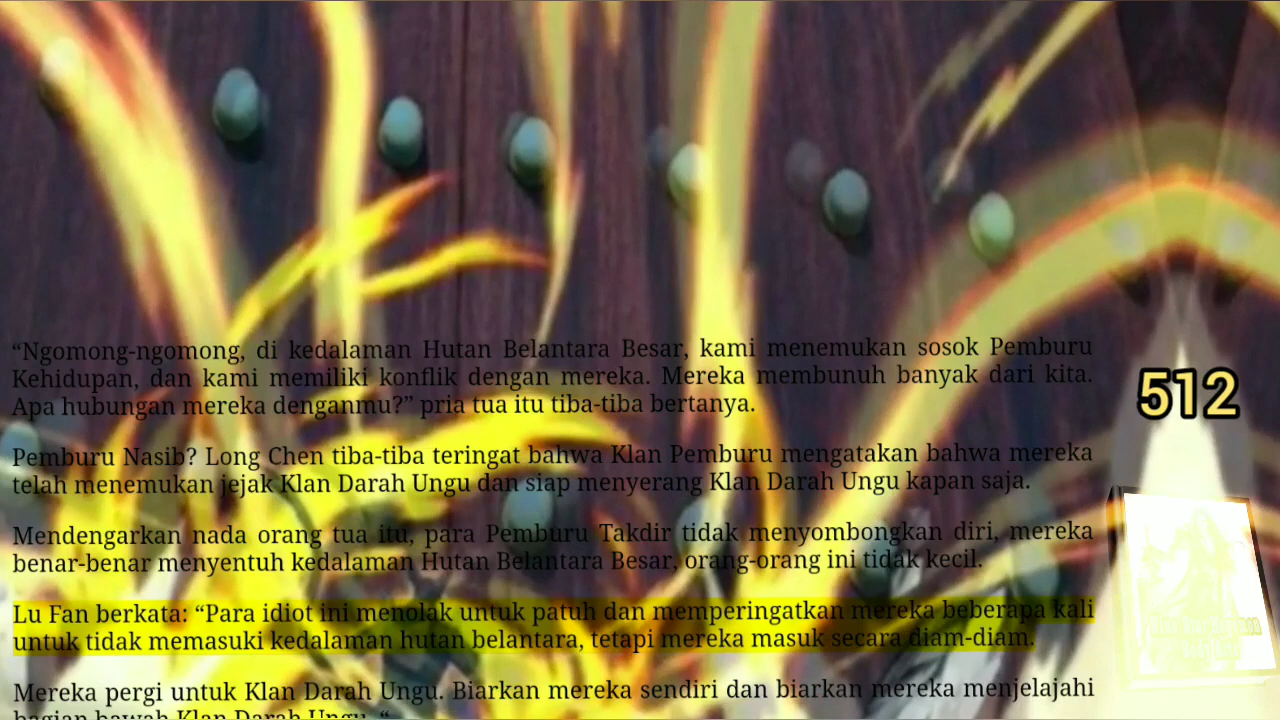 “Ngomong-ngomong, di kedalaman Hutan Belantara Besar, kami menemukan sosok Pemburu
Kehidupan, dan kami memiliki konflik dengan mereka. Mereka membunuh banyak dari kita.
Apa hubungan mereka denganmu?” pria tua itu tiba-tiba bertanya.
Pemburu Nasib? Long Chen tiba-tiba teringat bahwa Klan Pemburu mengatakan bahwa mereka
telah menemukan jejak Klan Darah Ungu dan siap menyerang Klan Darah Ungu kapan saja.
Mendengarkan nada orang tua itu, para Pemburu Takdir tidak menyombongkan diri, mereka
benar-benar menyentuh kedalaman Hutan Belantara Besar, orang-orang ini tidak kecil.
Lu Fan berkata: “Para idiot ini menolak untuk patuh dan memperingatkan mereka beberapa kali
untuk tidak memasuki kedalaman hutan belantara, tetapi mereka masuk secara diam-diam.
Mereka pergi untuk Klan Darah Ungu. Biarkan mereka sendiri dan biarkan mereka menjelajahi
bagian bawah Klan Darah Ungu. “
512